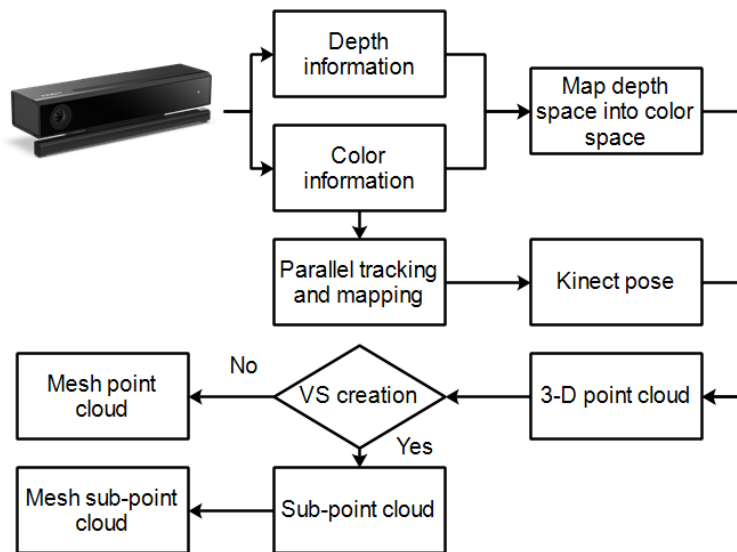 Depth
information
Map depth
space into color
space
Color
information
Parallel tracking
and mapping
Kinect pose
Mesh point
cloud
No
VS creation
3-D point cloud
Yes
Mesh sub-point
cloud
Sub-point cloud